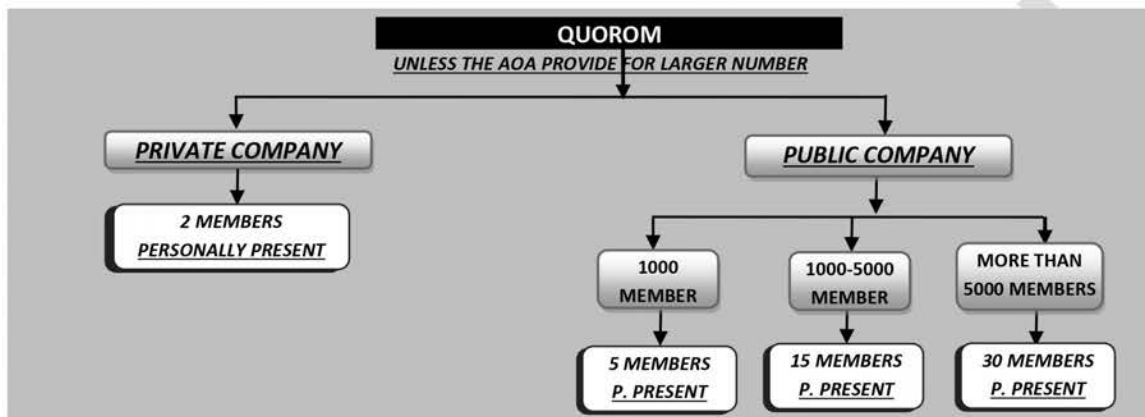 QUOROM
UNLESS THE AOA PROVIDE FOR LARGER NUMBER
PRIVATE COMPANY
2 MEMBERS
PERSONALLY PRESENT
PUBLIC COMPANY
1000
MEMBER
5 MEMBERS
P. PRESENT
1000-5000
MEMBER
15 MEMBERS
P. PRESENT
MORE THAN
5000 MEMBERS
30 MEMBERS
P. PRESENT